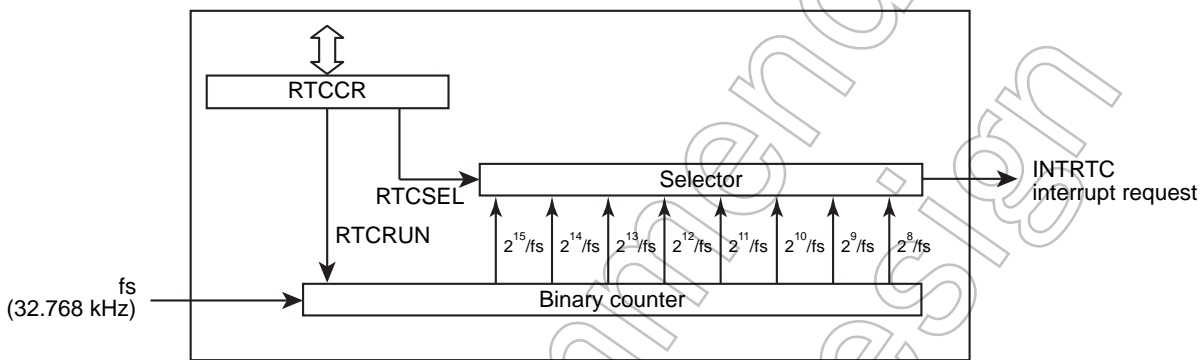 RTCCR
Selector
INTRTC
interrupt request
RTCSEL
RTCRUN
2^15/fs 2^14/fs 2^13/fs 2^12/fs 2^11/fs 2^10/fs 2^9/fs 2^8/fs
fs
(32.768 kHz)
Binary counter